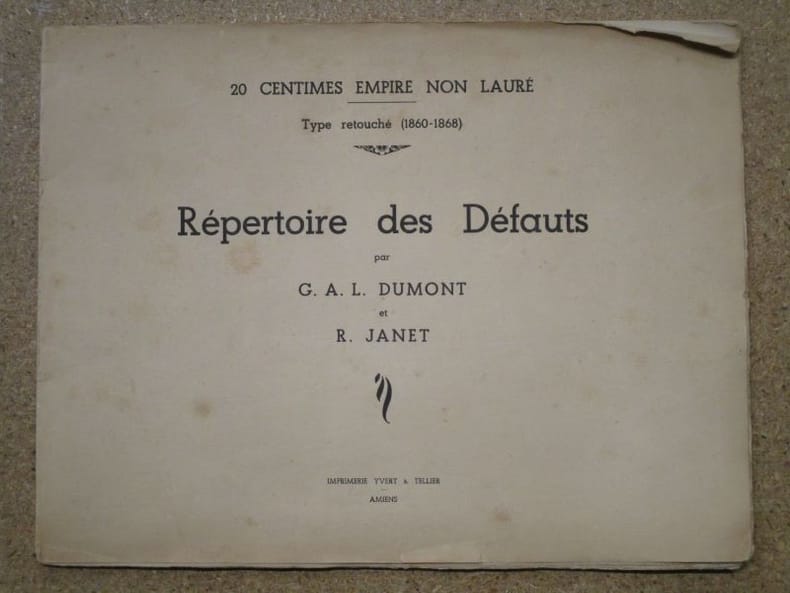 20 CENTIMES EMPIRE NON LAURÉ
Type retouché (1860-1868)
Répertoire des Défauts
par
G. A. L. DUMONT
et
R. JANET
IMPRIMERIE YVERT & TELLIER
AMIENS